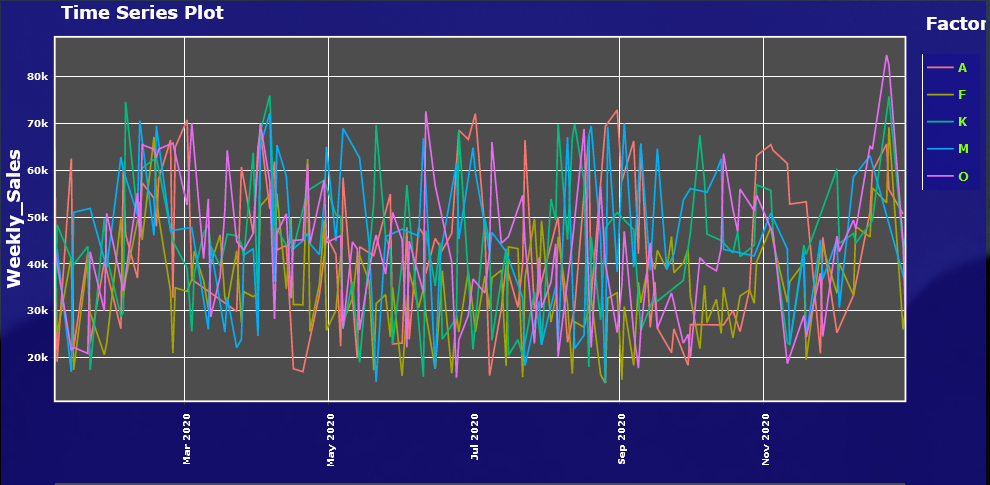 Time Series Plot
Factor
A
F
K
M
O
Weekly_Sales
80k
70k
60k
50k
40k
30k
20k
Mar 2020
May 2020
Jul 2020
Sep 2020
Nov 2020